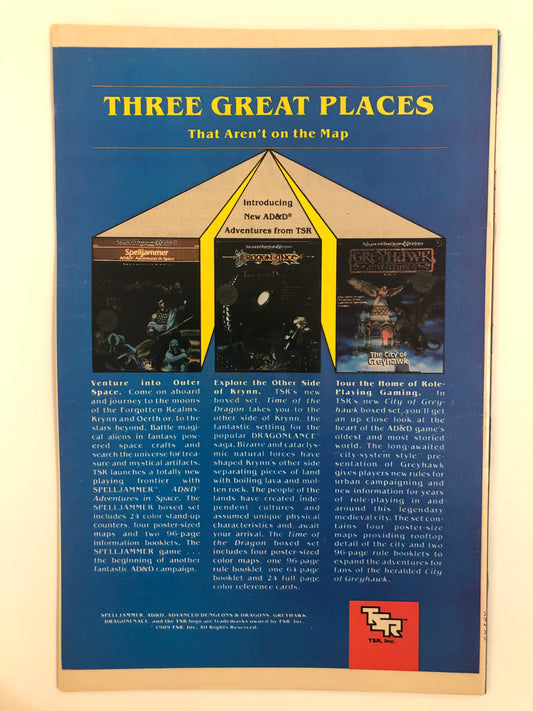 THREE GREAT PLACES
That Aren't on the Map
Introducing
New AD&D®
Adventures from TSR
Advanced Dungeons & Dragons
Spelljammer
AD&D Adventures in Space
Advanced Dungeons & Dragons
DRAGONLANCE
Advanced Dungeons & Dragons
GREYHAWK
ADVENTURES
The City of
Greyhawk
Venture into Outer
Space. Come on aboard
and journey to the moons
of the Forgotten Realms,
Krynn and Oerth or, to the
stars beyond. Battle magi-
cal aliens in fantasy pow-
ered space crafts and
search the universe for trea-
sure and mystical artifacts.
TSR launches a totally new
playing frontier with
SPELLJAMMER™, AD&D®
Adventures in Space. The
SPELLJAMMER boxed set
includes 24 color stand-up
counters, four poster-sized
maps and two 96-page
information booklets. The
SPELLJAMMER game . . .
the beginning of another
fantastic AD&D campaign.
Explore the Other Side
of Krynn. TSR's new
boxed set, Time of the
Dragon takes you to the
other side of Krynn, the
fantastic setting for the
popular DRAGONLANCE®
saga. Bizarre and cataclys-
mic natural forces have
shaped Krynn's other side
separating pieces of land
with boiling lava and mol-
ten rock. The people of the
lands have created inde-
pendent cultures and
assumed unique physical
characteristics and await
your arrival. The Time of
the Dragon boxed set
includes four poster-sized
color maps, one 96-page
rule booklet, one 64-page
booklet and 24 full page
color reference cards.
Tour the Home of Role-
Playing Gaming. In
TSR's new City of Grey-
hawk boxed set, you'll get
an up close look at the
heart of the AD&D game's
oldest and most storied
world. The long-awaited
"city-system style" pre-
sentation of Greyhawk
gives players new rules for
urban campaigning and
new information for years
of role-playing in and
around this legendary
medieval city. The set con-
tains four poster-size
maps providing rooftop
detail of the city and two
96-page rule booklets to
expand the adventures for
fans of the heralded City
of Greyhawk.
SPELLJAMMER, AD&D, ADVANCED DUNGEONS & DRAGONS, GREYHAWK,
DRAGONLANCE, and the TSR logo are trademarks owned by TSR, Inc.
©1989 TSR, Inc. All Rights Reserved.
TSR
TSR, Inc.